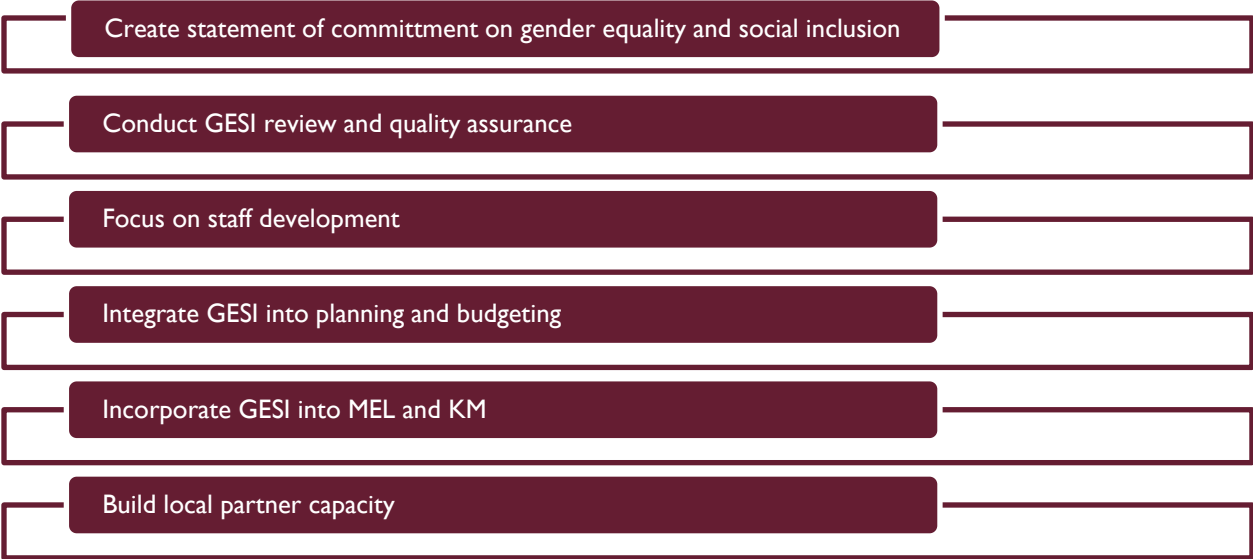 Create statement of committment on gender equality and social inclusion
Conduct GESI review and quality assurance
Focus on staff development
Integrate GESI into planning and budgeting
Incorporate GESI into MEL and KM
Build local partner capacity